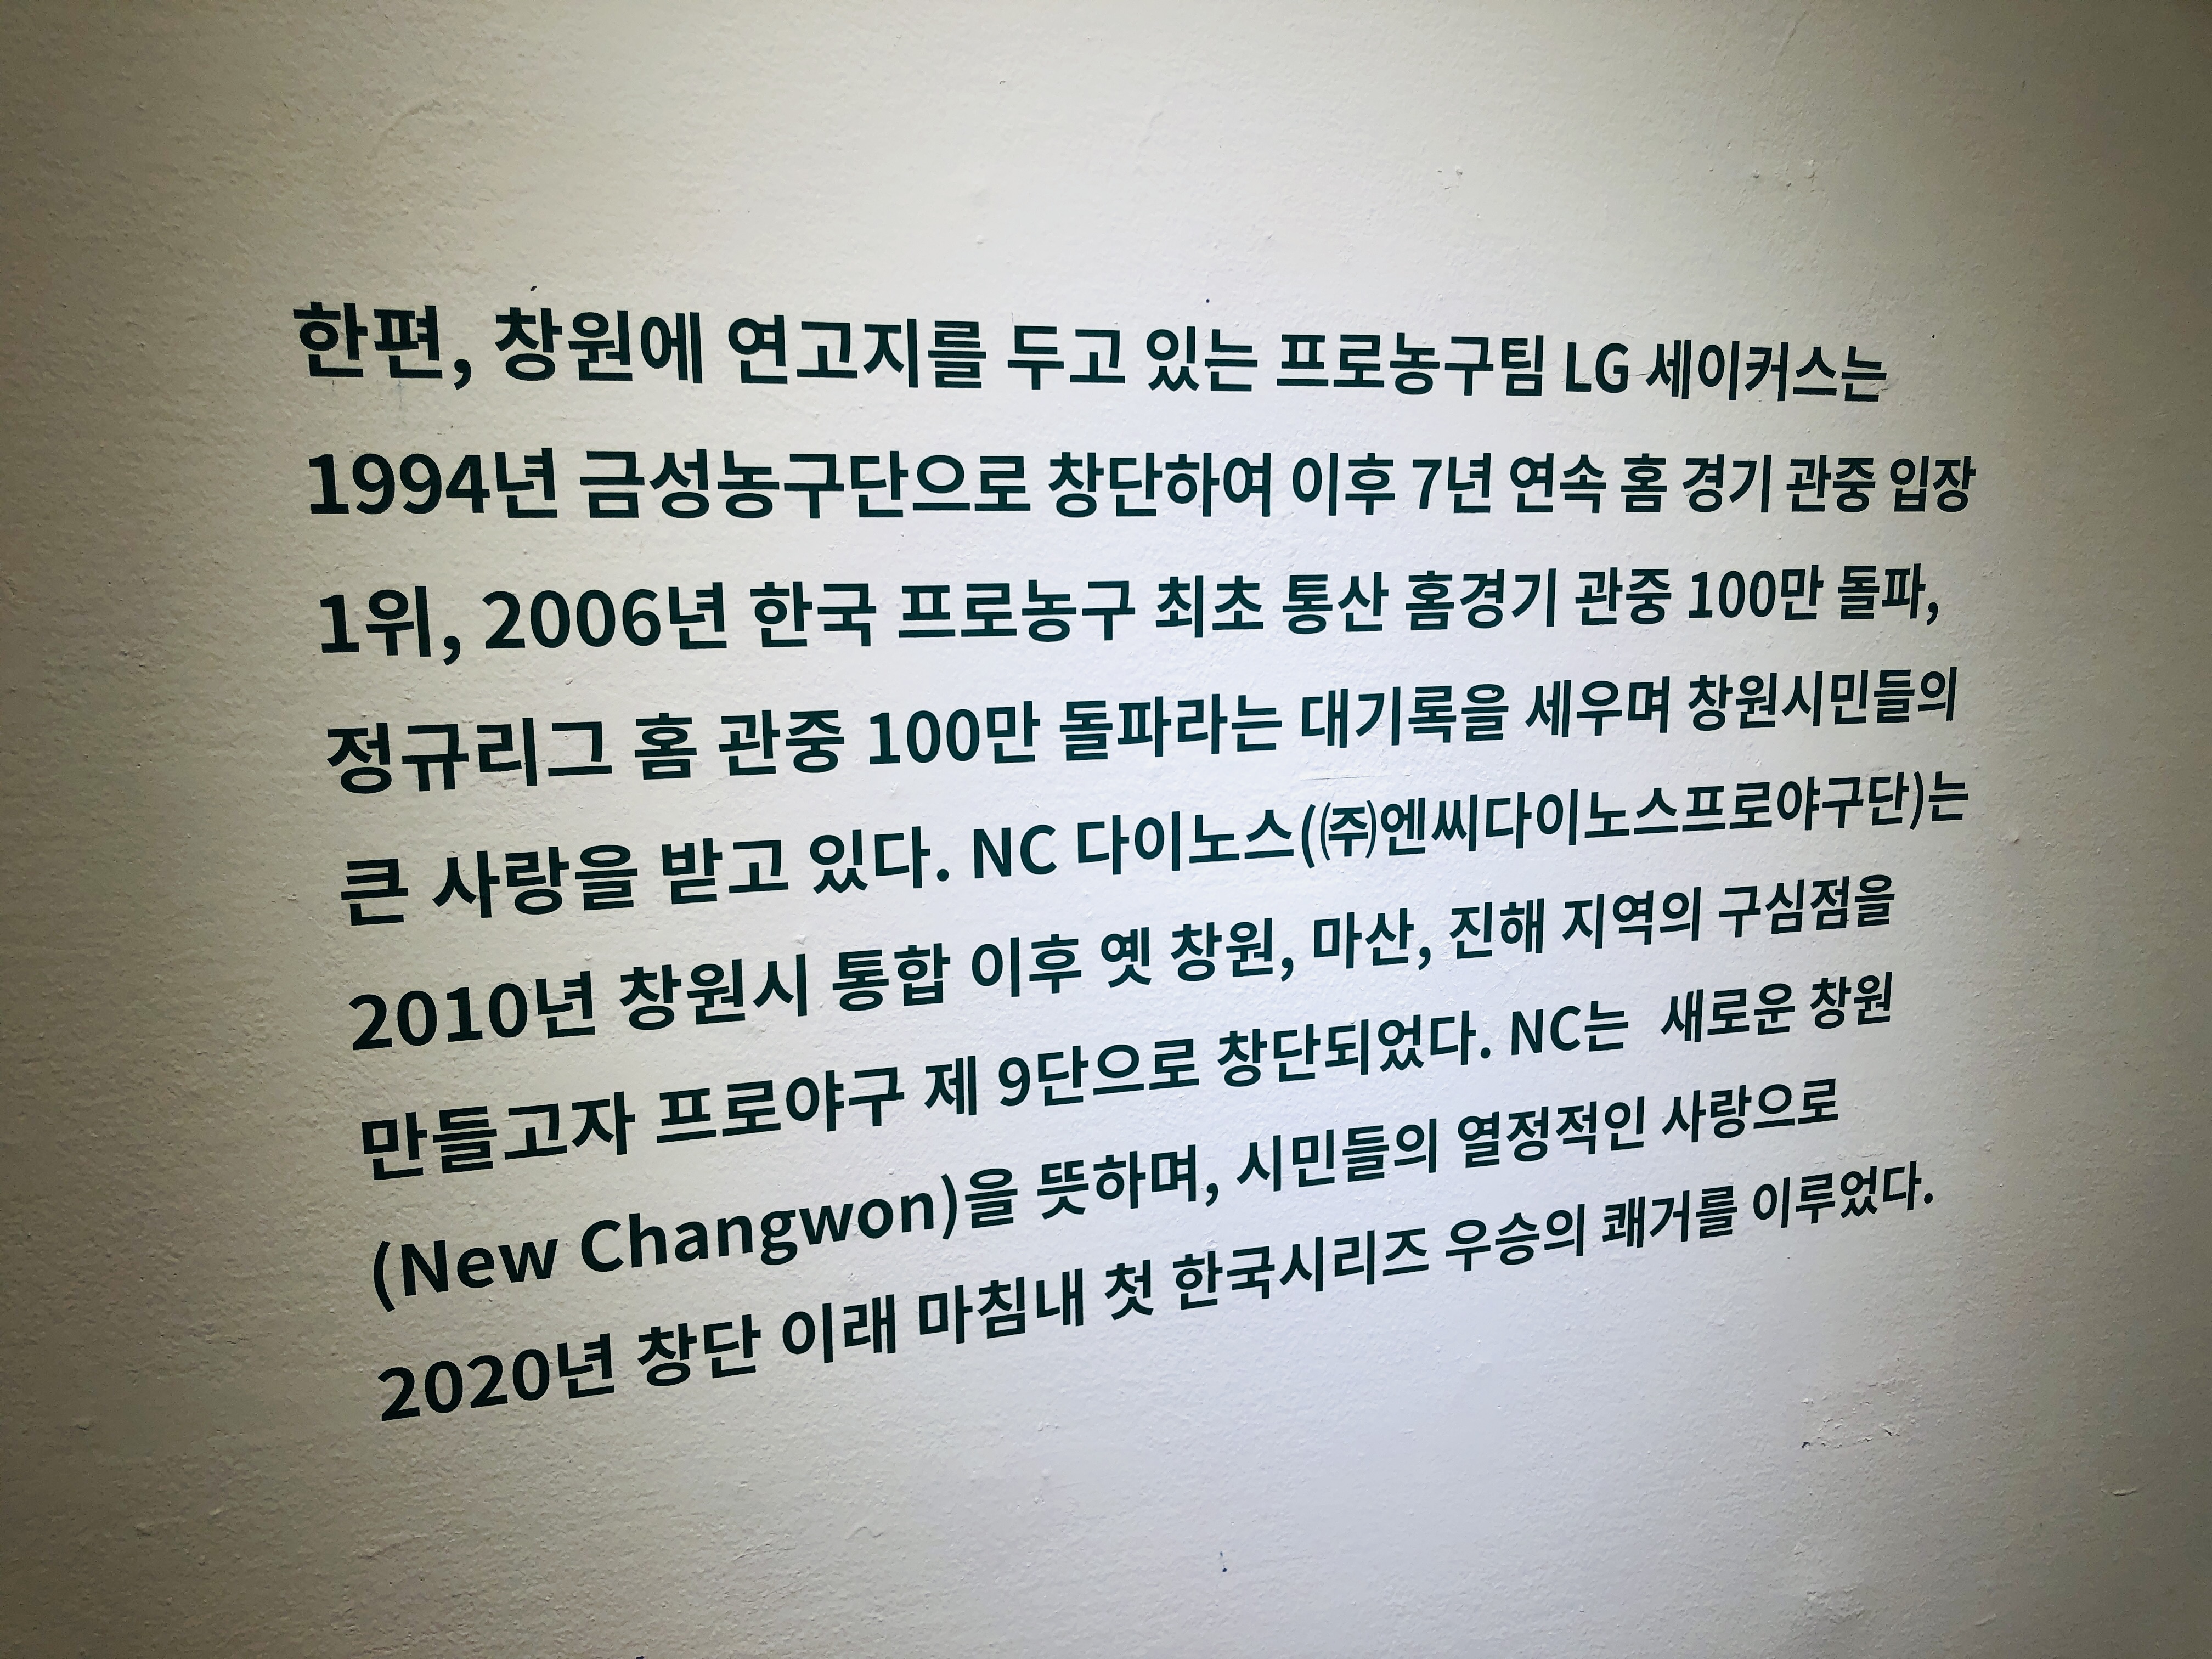 한편, 창원에 연고지를 두고 있는 프로농구팀 LG 세이커스는
1994년 금성농구단으로 창단하여 이후 7년 연속 홈 경기 관중 입장
1위, 2006년 한국 프로농구 최초 통산 홈경기 관중 100만 돌파,
정규리그 홈 관중 100만 돌파라는 대기록을 세우며 창원시민들의
큰 사랑을 받고 있다. NC 다이노스(㈜엔씨다이노스프로야구단)는
2010년 창원시 통합 이후 옛 창원, 마산, 진해 지역의 구심점을
만들고자 프로야구 제 9단으로 창단되었다. NC는  새로운 창원
(New Changwon)을 뜻하며, 시민들의 열정적인 사랑으로
2020년 창단 이래 마침내 첫 한국시리즈 우승의 쾌거를 이루었다.